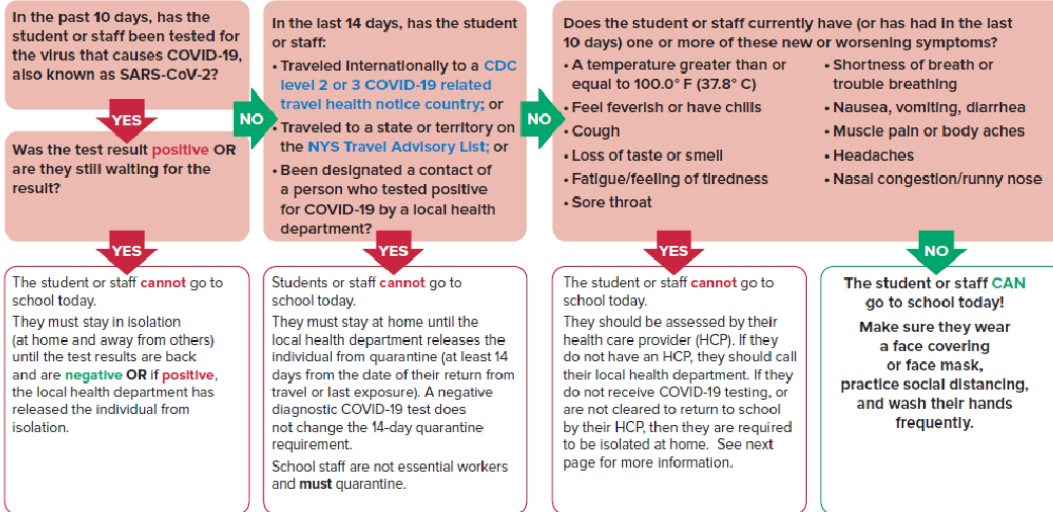 In the past 10 days, has the
student or staff been tested for
the virus that causes COVID-19,
also known as SARS-CoV-2?
YES
Was the test result positive OR
are they still waiting for the
result?
YES
The student or staff cannot go to
school today.
They must stay in isolation
(at home and away from others)
until the test results are back
and are negative OR if positive,
the local health department has
released the individual from
isolation.
NO
In the last 14 days, has the student
or staff:
• Traveled Internationally to a CDC
level 2 or 3 COVID-19 related
travel health notice country; or
• Traveled to a state or territory on
the NYS Travel Advisory List; or
• Been designated a contact of
a person who tested positive
for COVID-19 by a local health
department?
YES
Students or staff cannot go to
school today.
They must stay at home until the
local health department releases the
individual from quarantine (at least 14
days from the date of their return from
travel or last exposure). A negative
diagnostic COVID-19 test does
not change the 14-day quarantine
requirement.
School staff are not essential workers
and must quarantine.
NO
Does the student or staff currently have (or has had in the last
10 days) one or more of these new or worsening symptoms?
• A temperature greater than or
equal to 100.0° F (37.8° C)
• Feel feverish or have chills
• Cough
• Loss of taste or smell
• Fatigue/feeling of tiredness
• Sore throat
• Shortness of breath or
trouble breathing
• Nausea, vomiting, diarrhea
• Muscle pain or body aches
• Headaches
• Nasal congestion/runny nose
YES
The student or staff cannot go to
school today.
They should be assessed by their
health care provider (HCP). If they
do not have an HCP, they should call
their local health department. If they
do not receive COVID-19 testing, or
are not cleared to return to school
by their HCP, then they are required
to be isolated at home. See next
page for more information.
NO
The student or staff CAN
go to school today!
Make sure they wear
a face covering
or face mask,
practice social distancing,
and wash their hands
frequently.